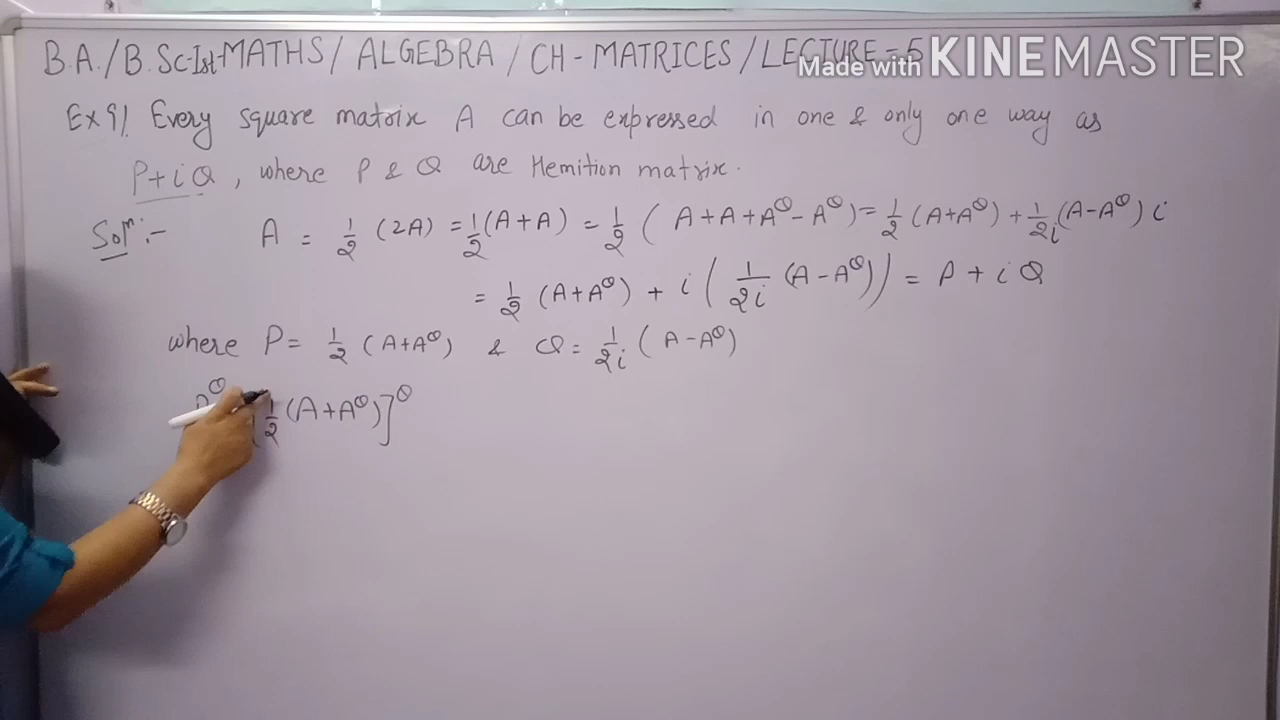 B.A./B.Sc-Ist-MATHS/ALGEBRA/CH-MATRICES/LECTURE=5
Made with KINEMASTER
Ex 9/. Every square matrix A can be expressed in one & only one way as
P+iQ, where P & Q are Hemition matrix.
Solⁿ:- A = 1/2 (2A) = 1/2 (A+A) = 1/2 (A+A+A^θ-A^θ) = 1/2 (A+A^θ) + 1/2i (A-A^θ) i
= 1/2 (A+A^θ) + i (1/2i (A-A^θ)) = P + iQ
where P = 1/2 (A+A^θ) & Q = 1/2i (A-A^θ)
P^θ [1/2 (A+A^θ)]^θ